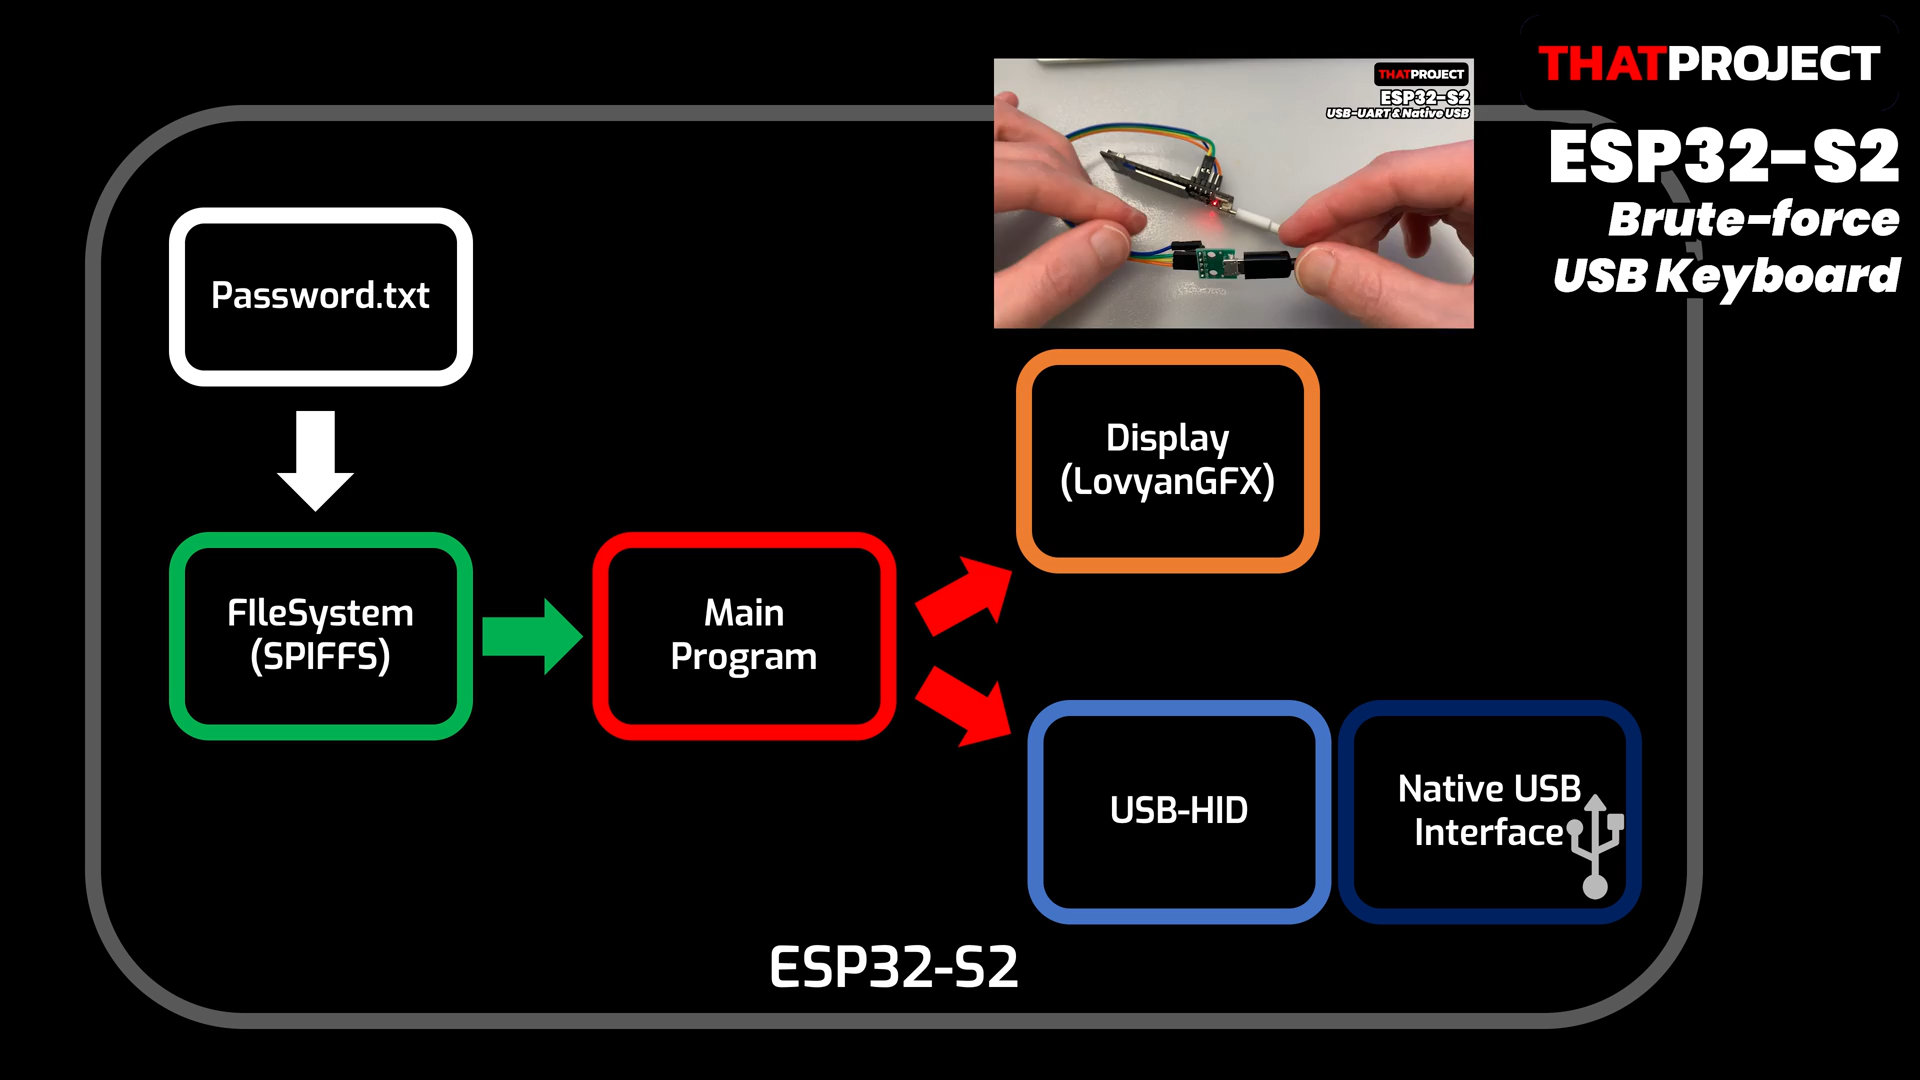 THATPROJECT
ESP32-S2
Brute-force
USB Keyboard
THATPROJECT
ESP32-S2
USB-UART & Native USB
Password.txt
FIleSystem
(SPIFFS)
Main
Program
Display
(LovyanGFX)
USB-HID
Native USB
Interface
ESP32-S2